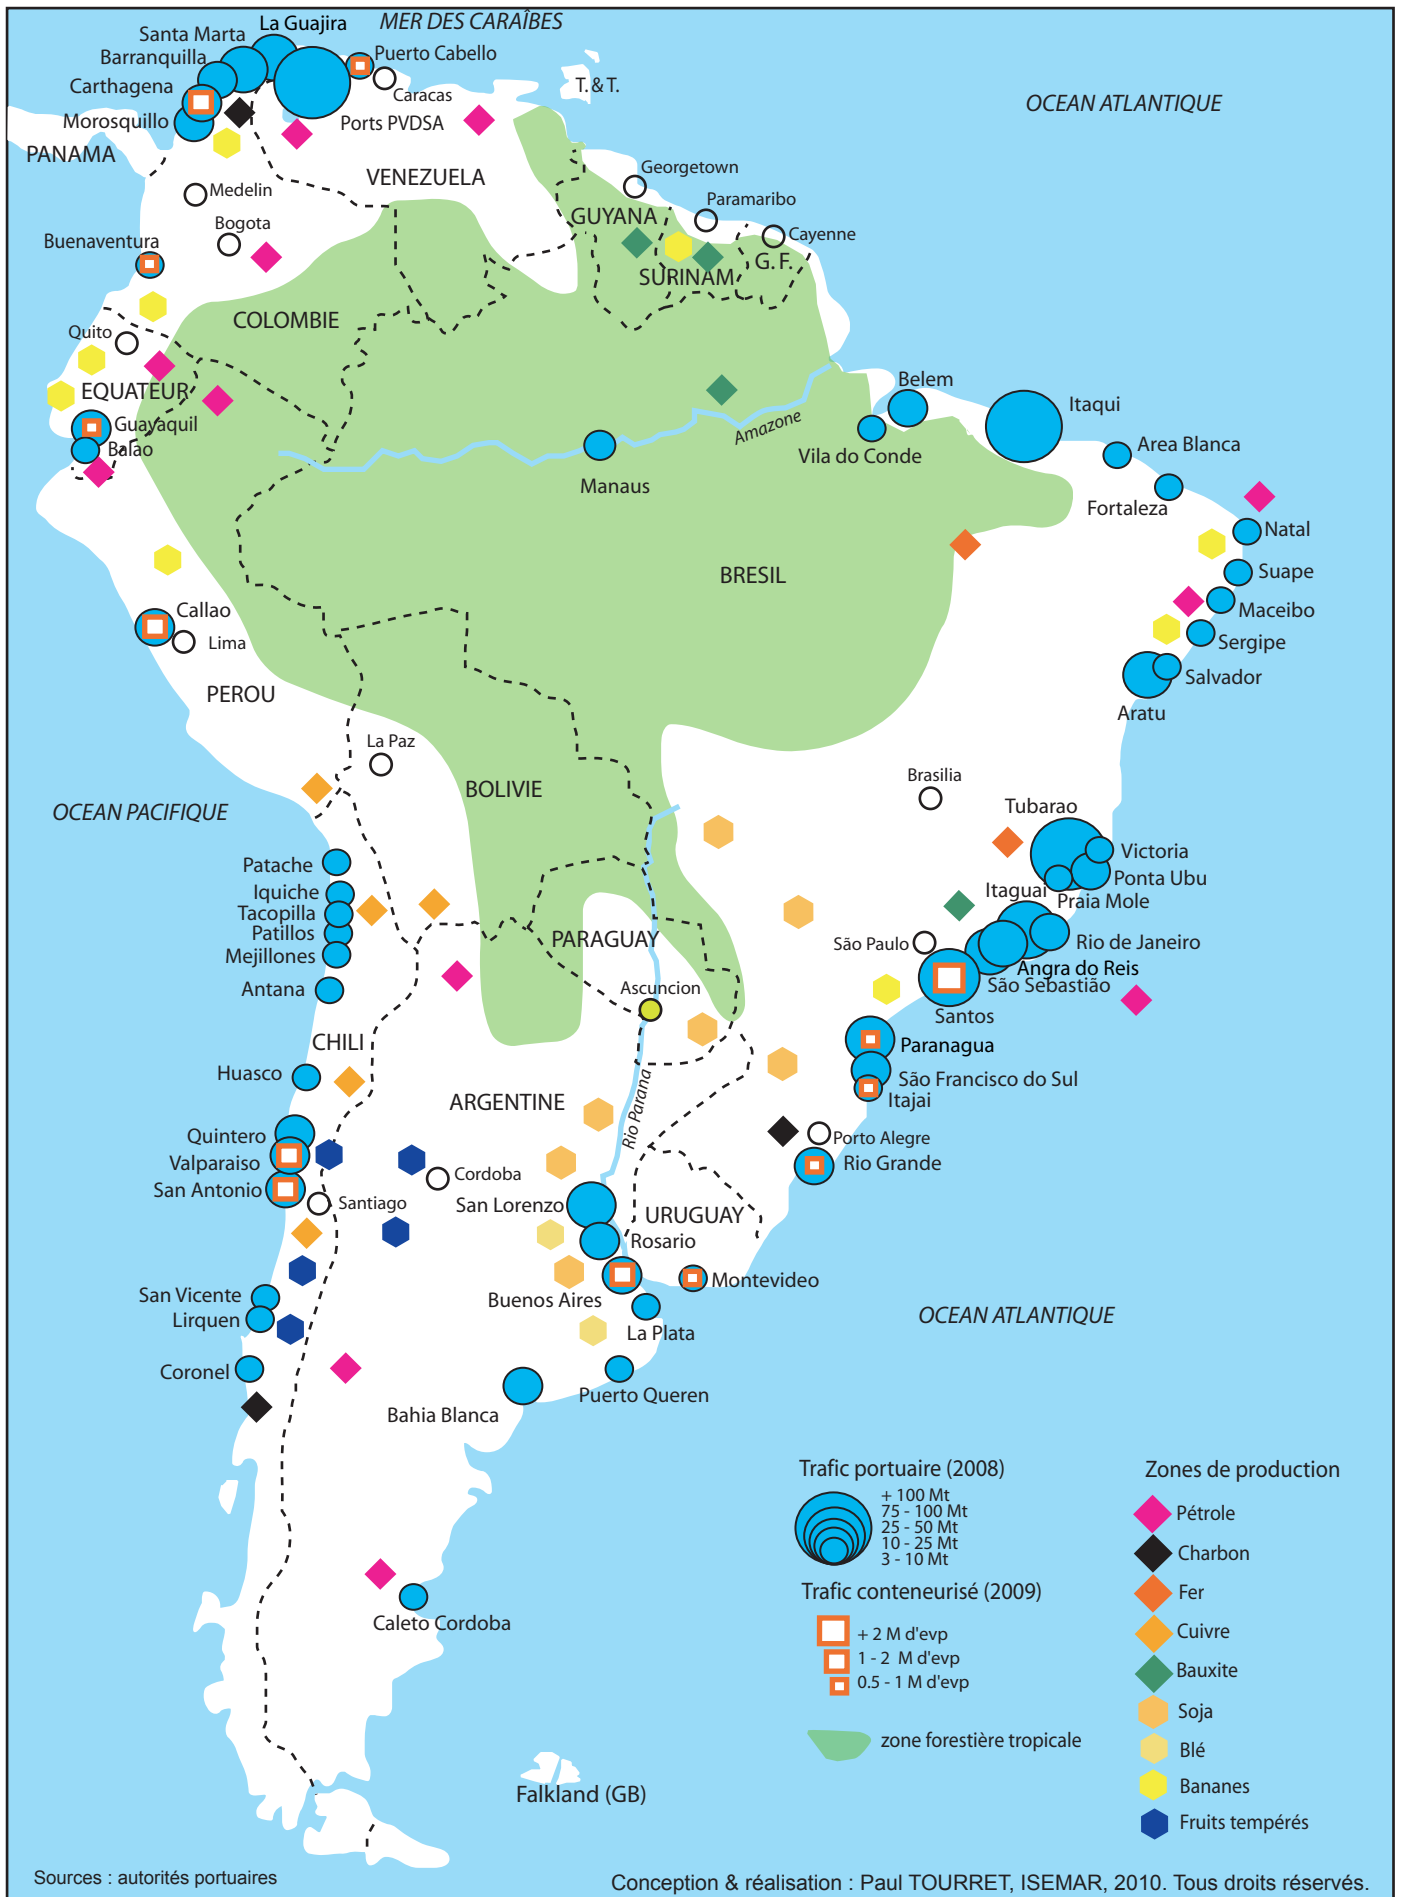 MER DES CARAÏBES
La Guajira
Santa Marta
Barranquilla
Carthagena
Morosquillo
PANAMA
Puerto Cabello
Caracas
Ports PVDSA
T. & T.
OCEAN ATLANTIQUE
VENEZUELA
Medelin
Bogota
Buenaventura
Georgetown
Paramaribo
Cayenne
GUYANA
SURINAM
G. F.
COLOMBIE
Quito
EQUATEUR
Guayaquil
Balao
Amazone
Manaus
Belem
Vila do Conde
Itaqui
Area Blanca
Fortaleza
Natal
Suape
Maceibo
Sergipe
Salvador
Aratu
BRESIL
Callao
Lima
PEROU
La Paz
BOLIVIE
OCEAN PACIFIQUE
Brasilia
Tubarao
Victoria
Ponta Ubu
Praia Mole
Itaguai
Rio de Janeiro
Angra do Reis
São Sebastião
São Paulo
Santos
Patache
Iquiche
Tacopilla
Patillos
Mejillones
Antana
PARAGUAY
Ascuncion
CHILI
Huasco
Paranagua
São Francisco do Sul
Itajai
ARGENTINE
Rio Parana
Porto Alegre
Rio Grande
Quintero
Valparaiso
San Antonio
Santiago
Cordoba
San Lorenzo
Rosario
URUGUAY
Buenos Aires
Montevideo
La Plata
OCEAN ATLANTIQUE
San Vicente
Lirquen
Coronel
Puerto Queren
Bahia Blanca
Caleto Cordoba
Falkland (GB)
Trafic portuaire (2008)
+ 100 Mt
75 - 100 Mt
25 - 50 Mt
10 - 25 Mt
3 - 10 Mt
Trafic conteneurisé (2009)
+ 2 M d'evp
1 - 2 M d'evp
0.5 - 1 M d'evp
zone forestière tropicale
Zones de production
Pétrole
Charbon
Fer
Cuivre
Bauxite
Soja
Blé
Bananes
Fruits tempérés
Sources : autorités portuaires
Conception & réalisation : Paul TOURRET, ISEMAR, 2010. Tous droits réservés.